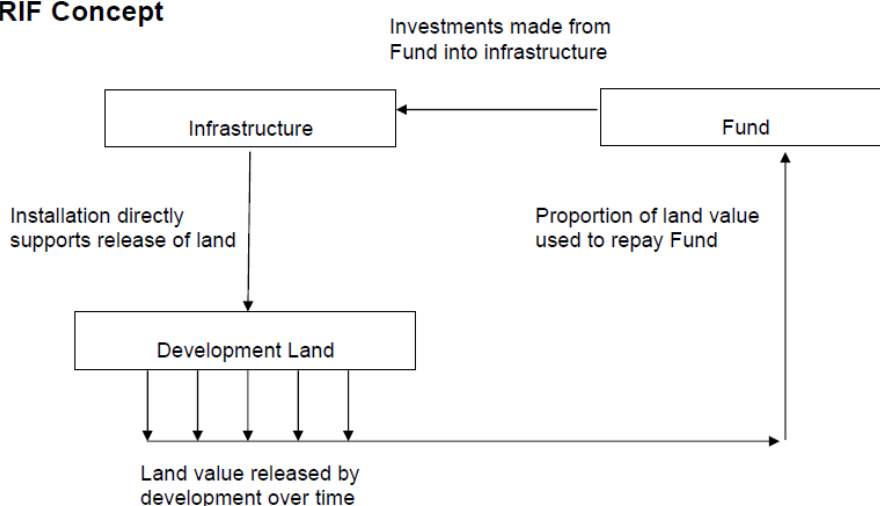 RIF Concept
Investments made from
Fund into infrastructure
Infrastructure
Fund
Installation directly
supports release of land
Proportion of land value
used to repay Fund
Development Land
Land value released by
development over time